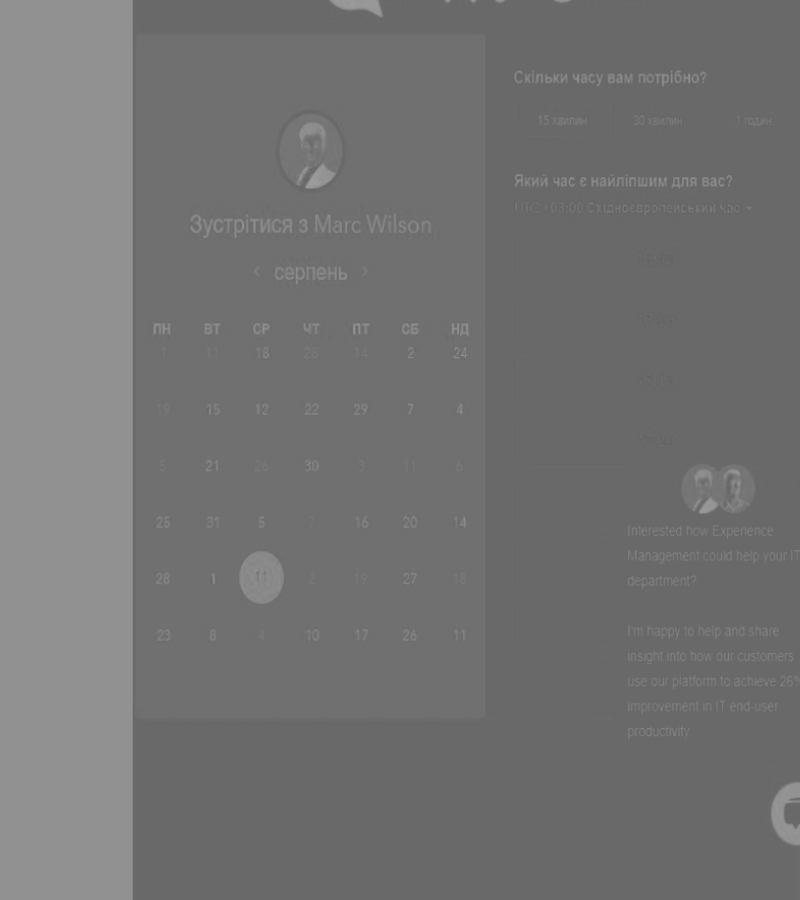 Зустрітися з Marc Wilson
серпень
ПН ВТ СР ЧТ ПТ СБ НД
1 11 18 28 14 2 24
19 15 12 22 29 7 4
5 21 26 30 3 11 6
25 31 5 7 16 20 14
28 1 11 2 19 27 18
23 8 4 10 17 26 11
Скільки часу вам потрібно?
15 хвилин 30 хвилин 1 годин
Який час є найліпшим для вас?
UTC +03:00 Східноєвропейський час
Interested how Experience
Management could help your IT
department?
I'm happy to help and share
insight into how our customers
use our platform to achieve 26%
improvement in IT end-user
productivity